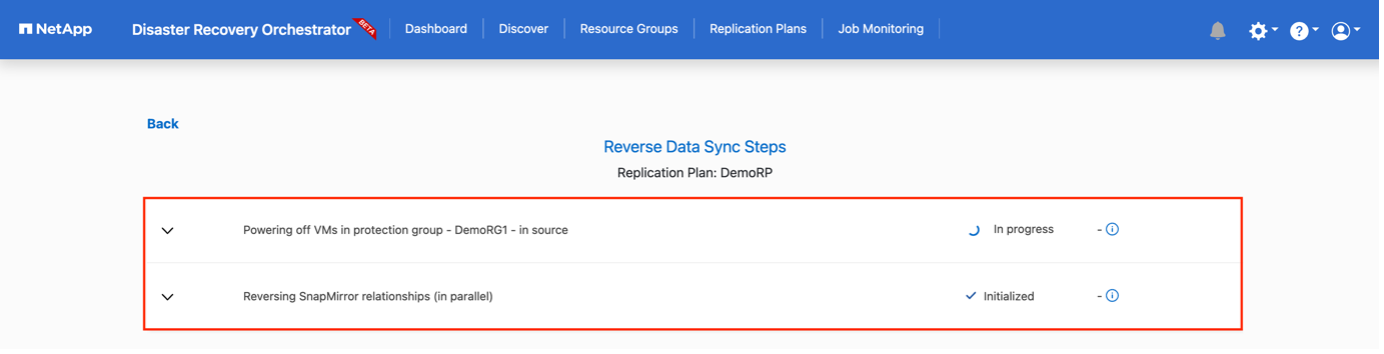 NetApp Disaster Recovery Orchestrator BETA Dashboard Discover Resource Groups Replication Plans Job Monitoring
Back
Reverse Data Sync Steps
Replication Plan: DemoRP
Powering off VMs in protection group - DemoRG1 - in source In progress -
Reversing SnapMirror relationships (in parallel) Initialized -